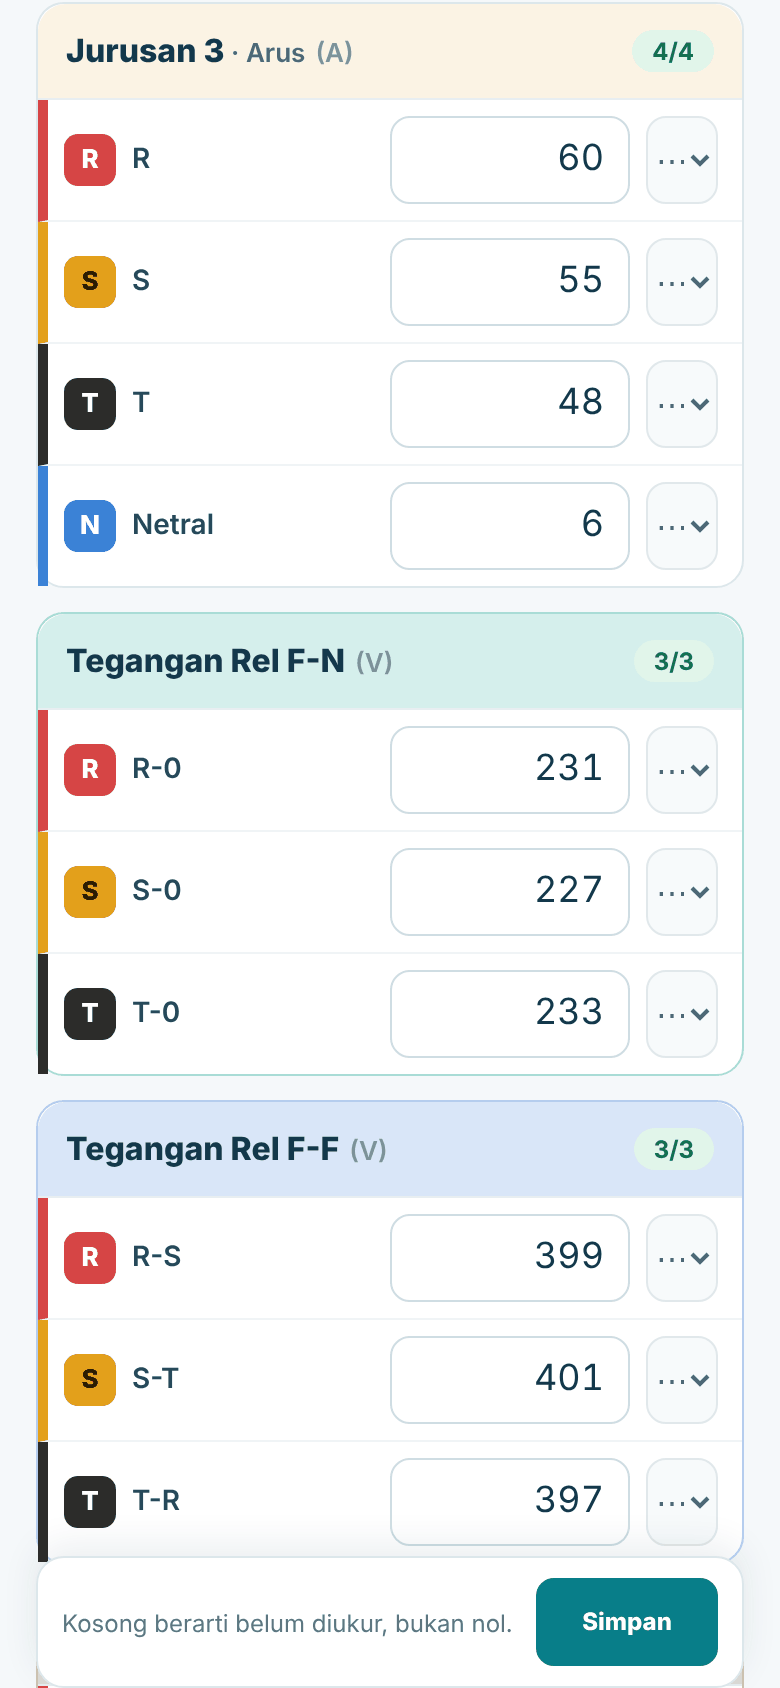 Jurusan 3 · Arus (A) 4/4
R R 60 ...
S S 55 ...
T T 48 ...
N Netral 6 ...
Tegangan Rel F-N (V) 3/3
R R-0 231 ...
S S-0 227 ...
T T-0 233 ...
Tegangan Rel F-F (V) 3/3
R R-S 399 ...
S S-T 401 ...
T T-R 397 ...
Kosong berarti belum diukur, bukan nol. Simpan